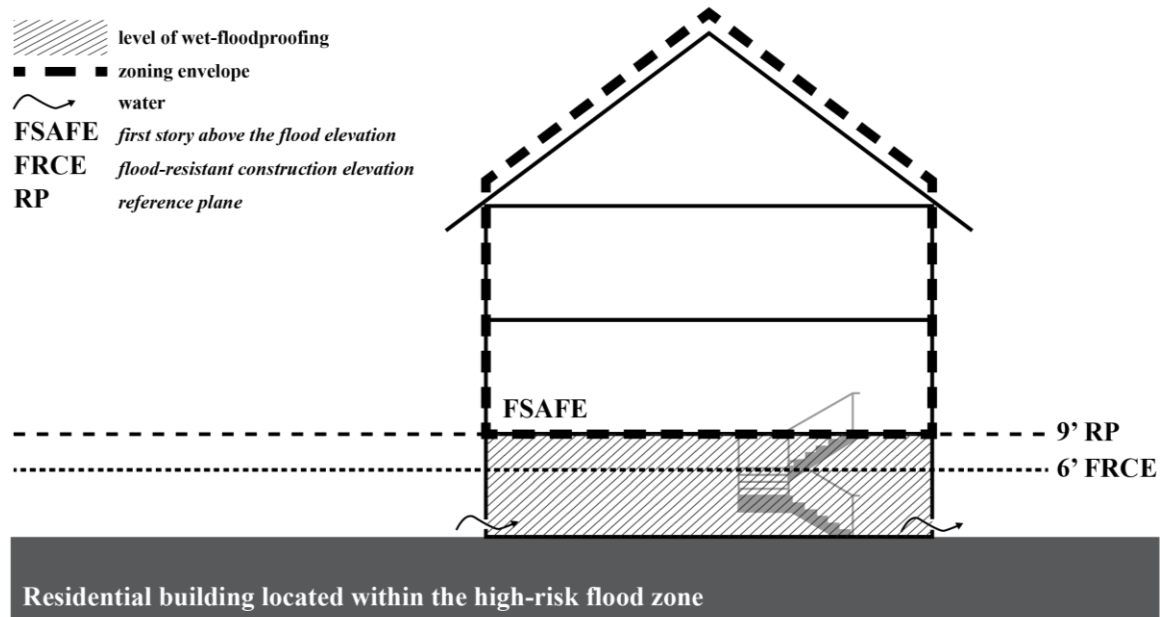 level of wet-floodproofing
zoning envelope
water
FSAFE first story above the flood elevation
FRCE flood-resistant construction elevation
RP reference plane
FSAFE
9’ RP
6’ FRCE
Residential building located within the high-risk flood zone